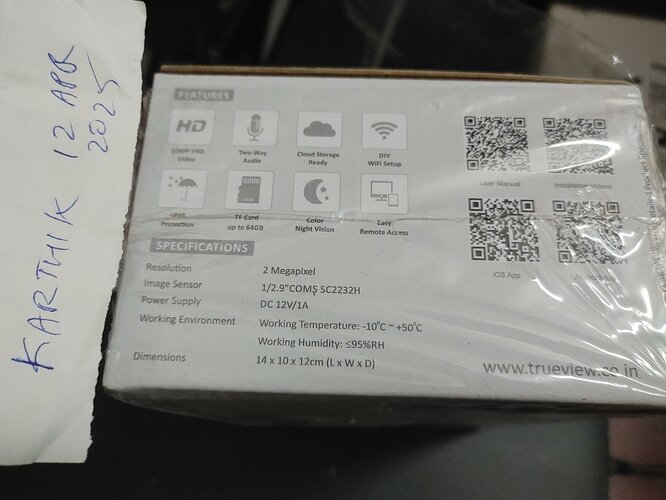 KARTHIK 12 APR
2025
FEATURES
HD
1080P FHD
Video
Two-Way
Audio
Cloud Storage
Ready
DIY
WiFi Setup
IP65
Protection
TF Card
up to 64GB
Color
Night Vision
Easy
Remote Access
User Manual
Installation Videos
iOS App
SPECIFICATIONS
Resolution 2 Megapixel
Image Sensor 1/2.9"COMS SC2232H
Power Supply DC 12V/1A
Working Environment Working Temperature: -10°C ~ +50°C
Working Humidity: ≤95%RH
Dimensions 14 x 10 x 12cm (L x W x D)
www.trueview.co.in